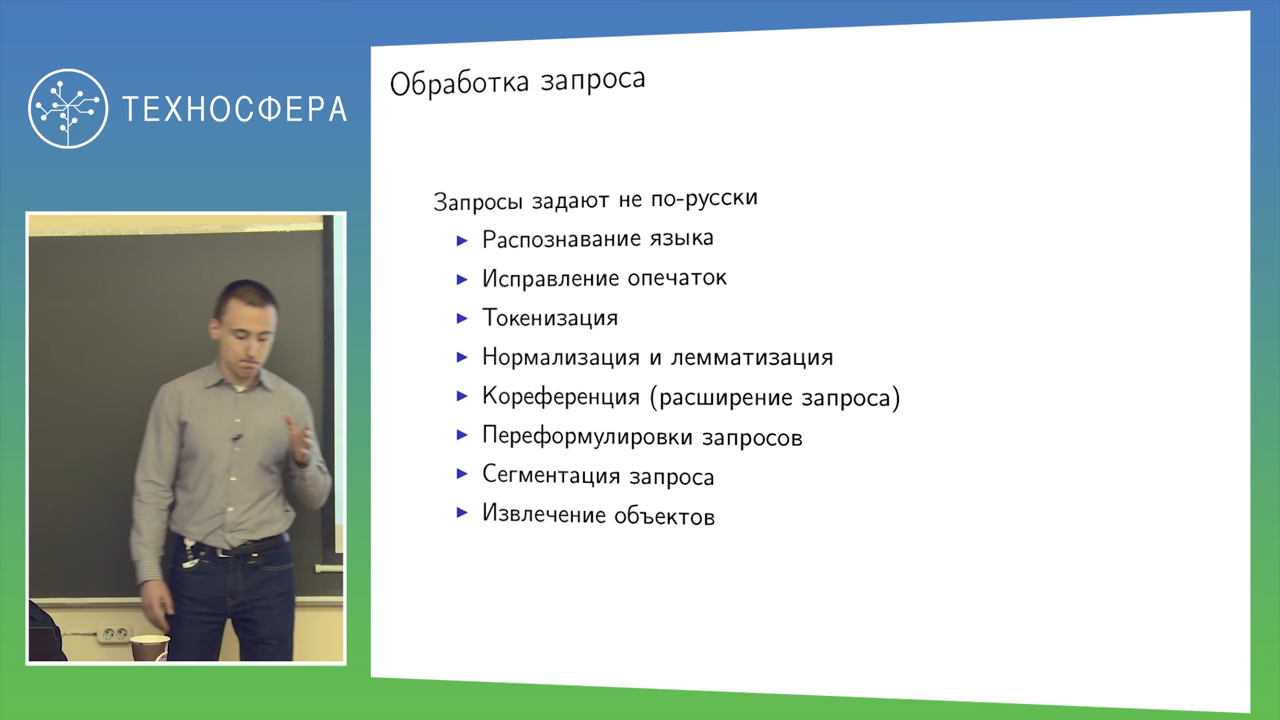 ТЕХНОСФЕРА
Обработка запроса
Запросы задают не по-русски
Распознавание языка
Исправление опечаток
Токенизация
Нормализация и лемматизация
Кореференция (расширение запроса)
Переформулировки запросов
Сегментация запроса
Извлечение объектов